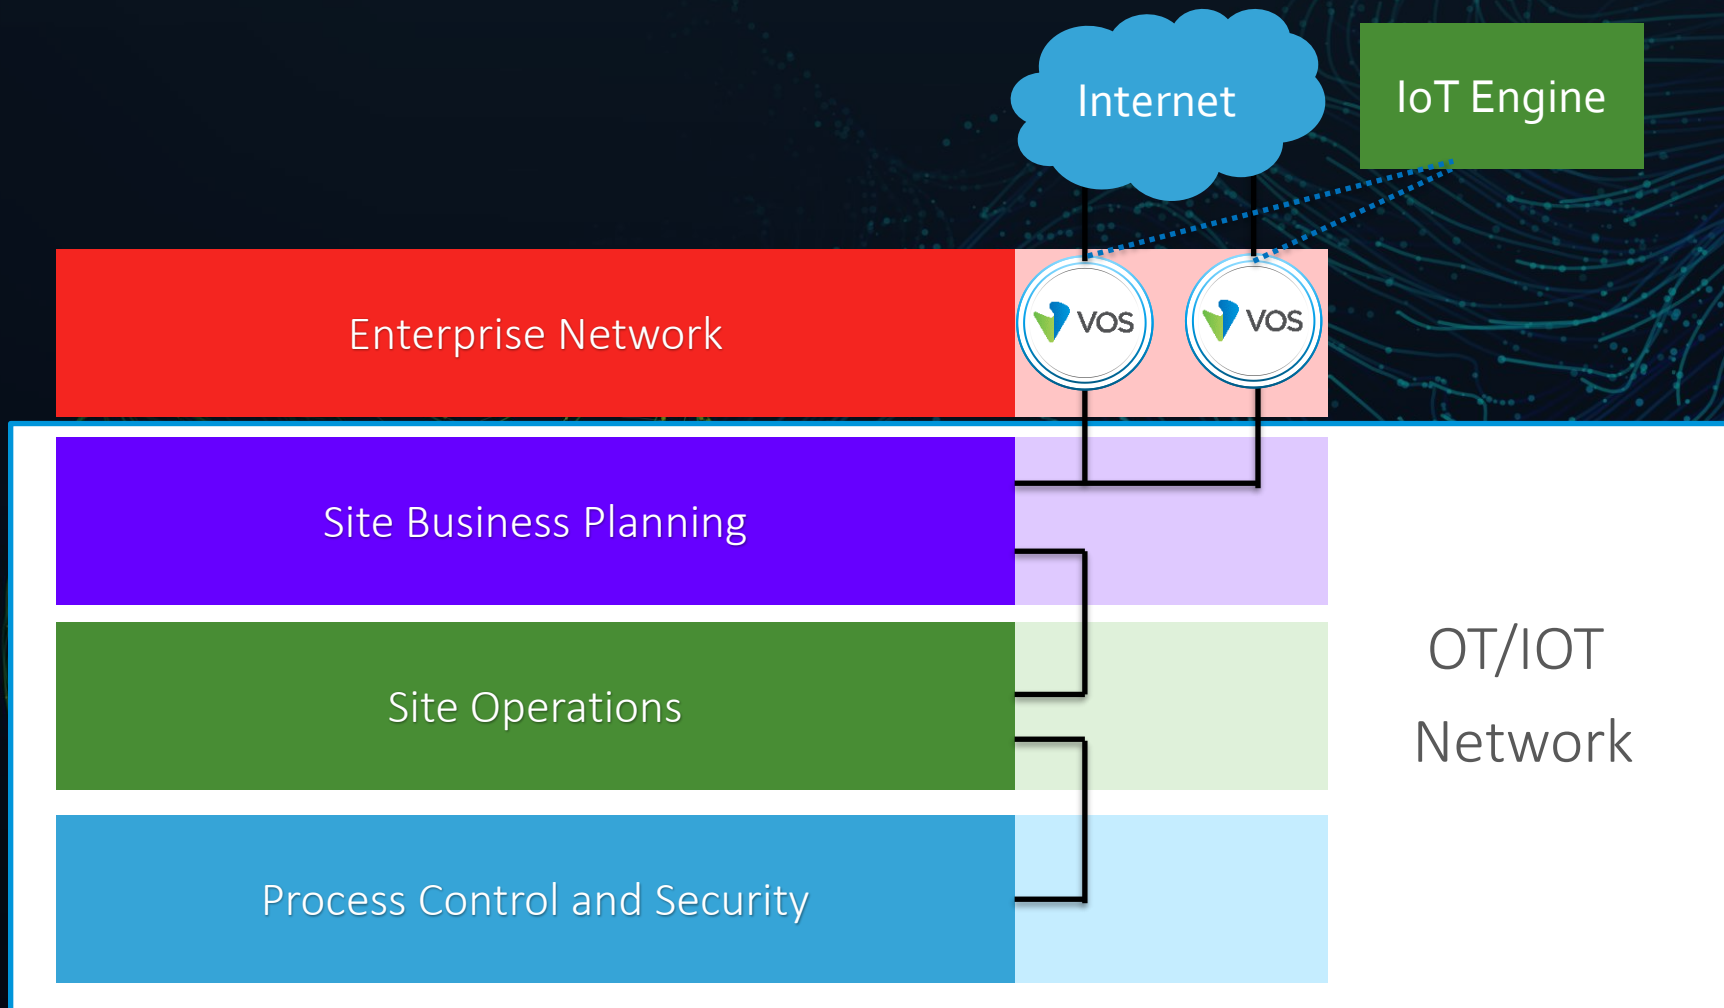 Internet
IoT Engine
Enterprise Network
VOS
VOS
Site Business Planning
Site Operations
Process Control and Security
OT/IOT
Network